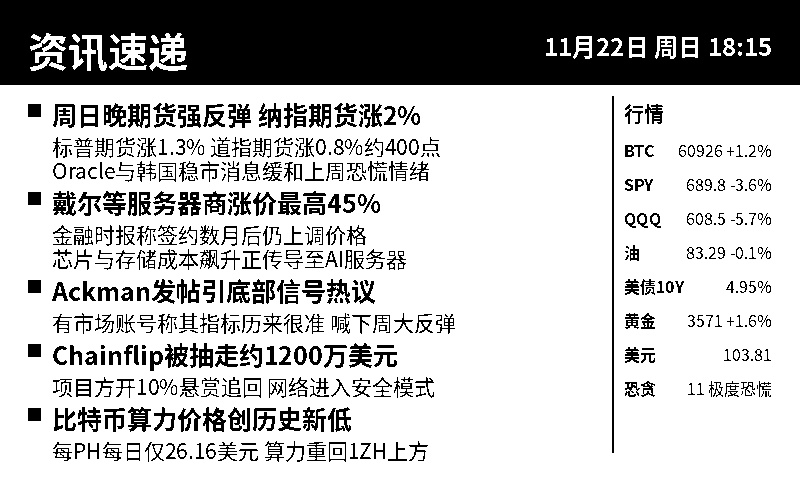 资讯速递
11月22日 周日 18:15
周日晚期货强反弹 纳指期货涨2%
标普期货涨1.3% 道指期货涨0.8%约400点
Oracle与韩国稳市消息缓和上周恐慌情绪
戴尔等服务器商涨价最高45%
金融时报称签约数月后仍上调价格
芯片与存储成本飙升正传导至AI服务器
Ackman发帖引底部信号热议
有市场账号称其指标历来很准 喊下周大反弹
Chainflip被抽走约1200万美元
项目方开10%悬赏追回 网络进入安全模式
比特币算力价格创历史新低
每PH每日仅26.16美元 算力重回1ZH上方
行情
BTC 60926 +1.2%
SPY 689.8 -3.6%
QQQ 608.5 -5.7%
油 83.29 -0.1%
美债10Y 4.95%
黄金 3571 +1.6%
美元 103.81
恐贪 11 极度恐慌